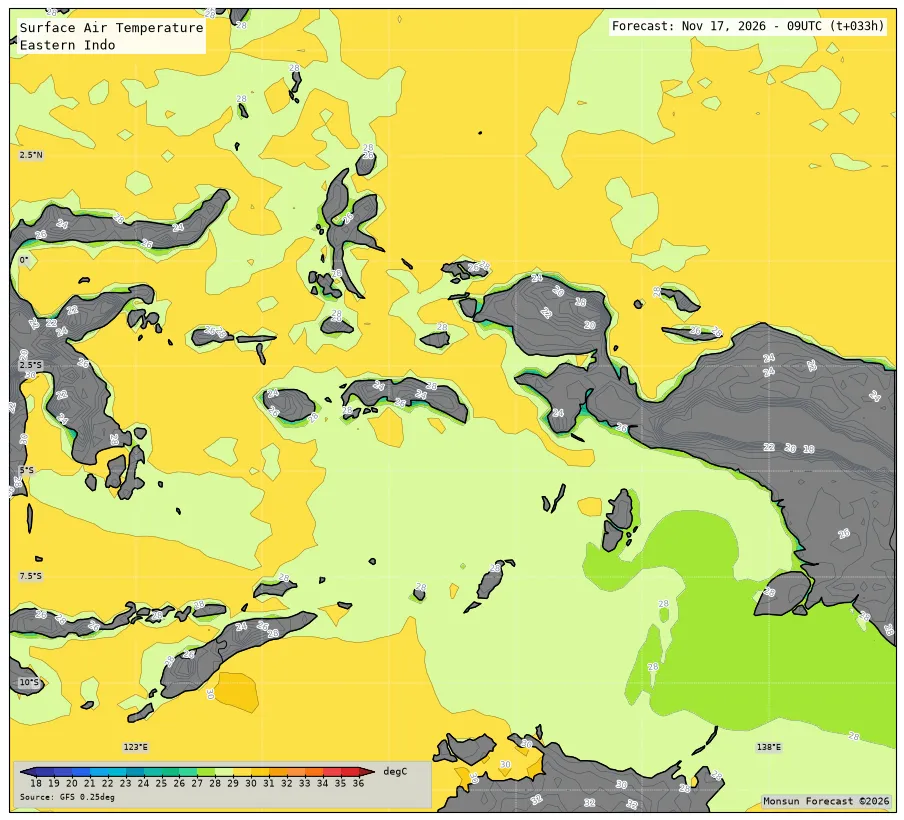 Surface Air Temperature
Eastern Indo
Forecast: Nov 17, 2026 - 09UTC (t+033h)
2.5°N
0°
2.5°S
5°S
7.5°S
10°S
123°E
138°E
degC
18 19 20 21 22 23 24 25 26 27 28 29 30 31 32 33 34 35 36
Source: GFS 0.25deg
Monsun Forecast ©2026